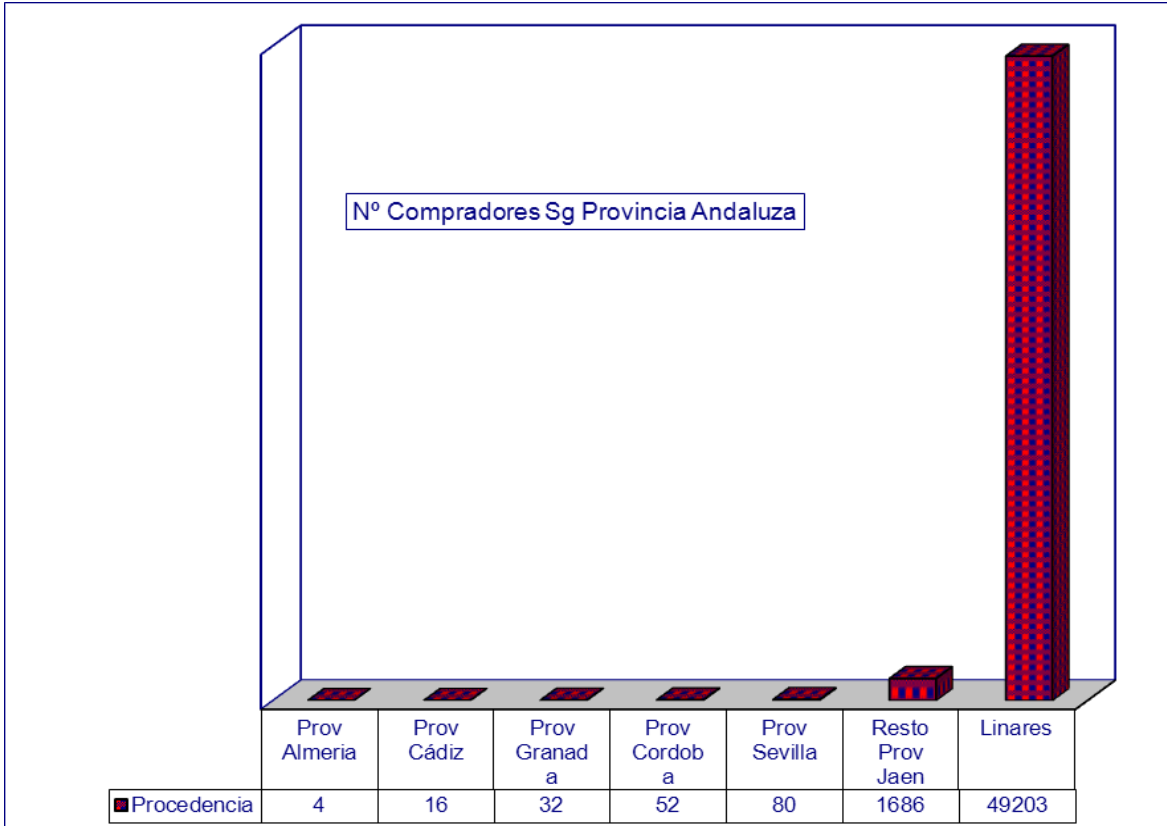 Nº Compradores Sg Provincia Andaluza
Prov
Almeria
Prov
Cádiz
Prov
Granad
a
Prov
Cordob
a
Prov
Sevilla
Resto
Prov
Jaen
Linares
Procedencia 4 16 32 52 80 1686 49203